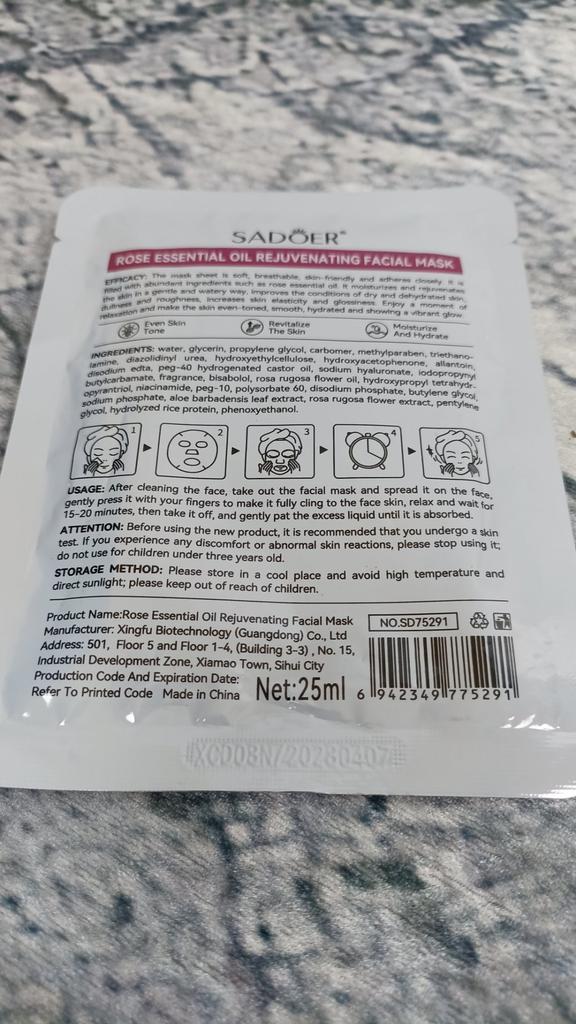 SADOER®
ROSE ESSENTIAL OIL REJUVENATING FACIAL MASK
EFFICACY: The mask sheet is soft, breathable, skin-friendly and adheres closely. It is
filled with abundant ingredients such as rose essential oil. It moisturizes and rejuvenates
the skin in a gentle and watery way, improves the conditions of dry and dehydrated skin,
dullness and roughness, increases skin elasticity and glossiness. Enjoy a moment of
relaxation and make the skin even-toned, smooth, hydrated and showing a vibrant glow.
Even Skin
Tone
Revitalize
The Skin
Moisturize
And Hydrate
INGREDIENTS: water, glycerin, propylene glycol, carbomer, methylparaben, triethano-
lamine, diazolidinyl urea, hydroxyethylcellulose, hydroxyacetophenone, allantoin,
disodium edta, peg-40 hydrogenated castor oil, sodium hyaluronate, iodopropynyl
butylcarbamate, fragrance, bisabolol, rosa rugosa flower oil, hydroxypropyl tetrahydr-
opyrantriol, niacinamide, peg-10, polysorbate 60, disodium phosphate, butylene glycol,
sodium phosphate, aloe barbadensis leaf extract, rosa rugosa flower extract, pentylene
glycol, hydrolyzed rice protein, phenoxyethanol.
1 2 3 4 5
USAGE: After cleaning the face, take out the facial mask and spread it on the face,
gently press it with your fingers to make it fully cling to the face skin, relax and wait for
15-20 minutes, then take it off, and gently pat the excess liquid until it is absorbed.
ATTENTION: Before using the new product, it is recommended that you undergo a skin
test. If you experience any discomfort or abnormal skin reactions, please stop using it;
do not use for children under three years old.
STORAGE METHOD: Please store in a cool place and avoid high temperature and
direct sunlight; please keep out of reach of children.
Product Name:Rose Essential Oil Rejuvenating Facial Mask
Manufacturer: Xingfu Biotechnology (Guangdong) Co., Ltd
Address: 501, Floor 5 and Floor 1-4, (Building 3-3) , No. 15,
Industrial Development Zone, Xiamao Town, Sihui City
Production Code And Expiration Date:
Refer To Printed Code Made in China
Net:25ml
NO.SD75291
6 942349 775291
XCD08N/20280407